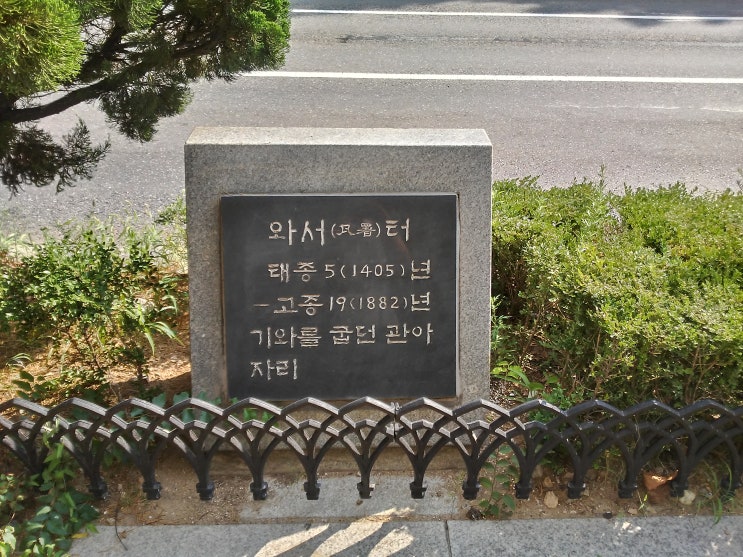 와서(瓦署)터
태종 5(1405)년
-고종 19(1882)년
기와를 굽던 관아
자리